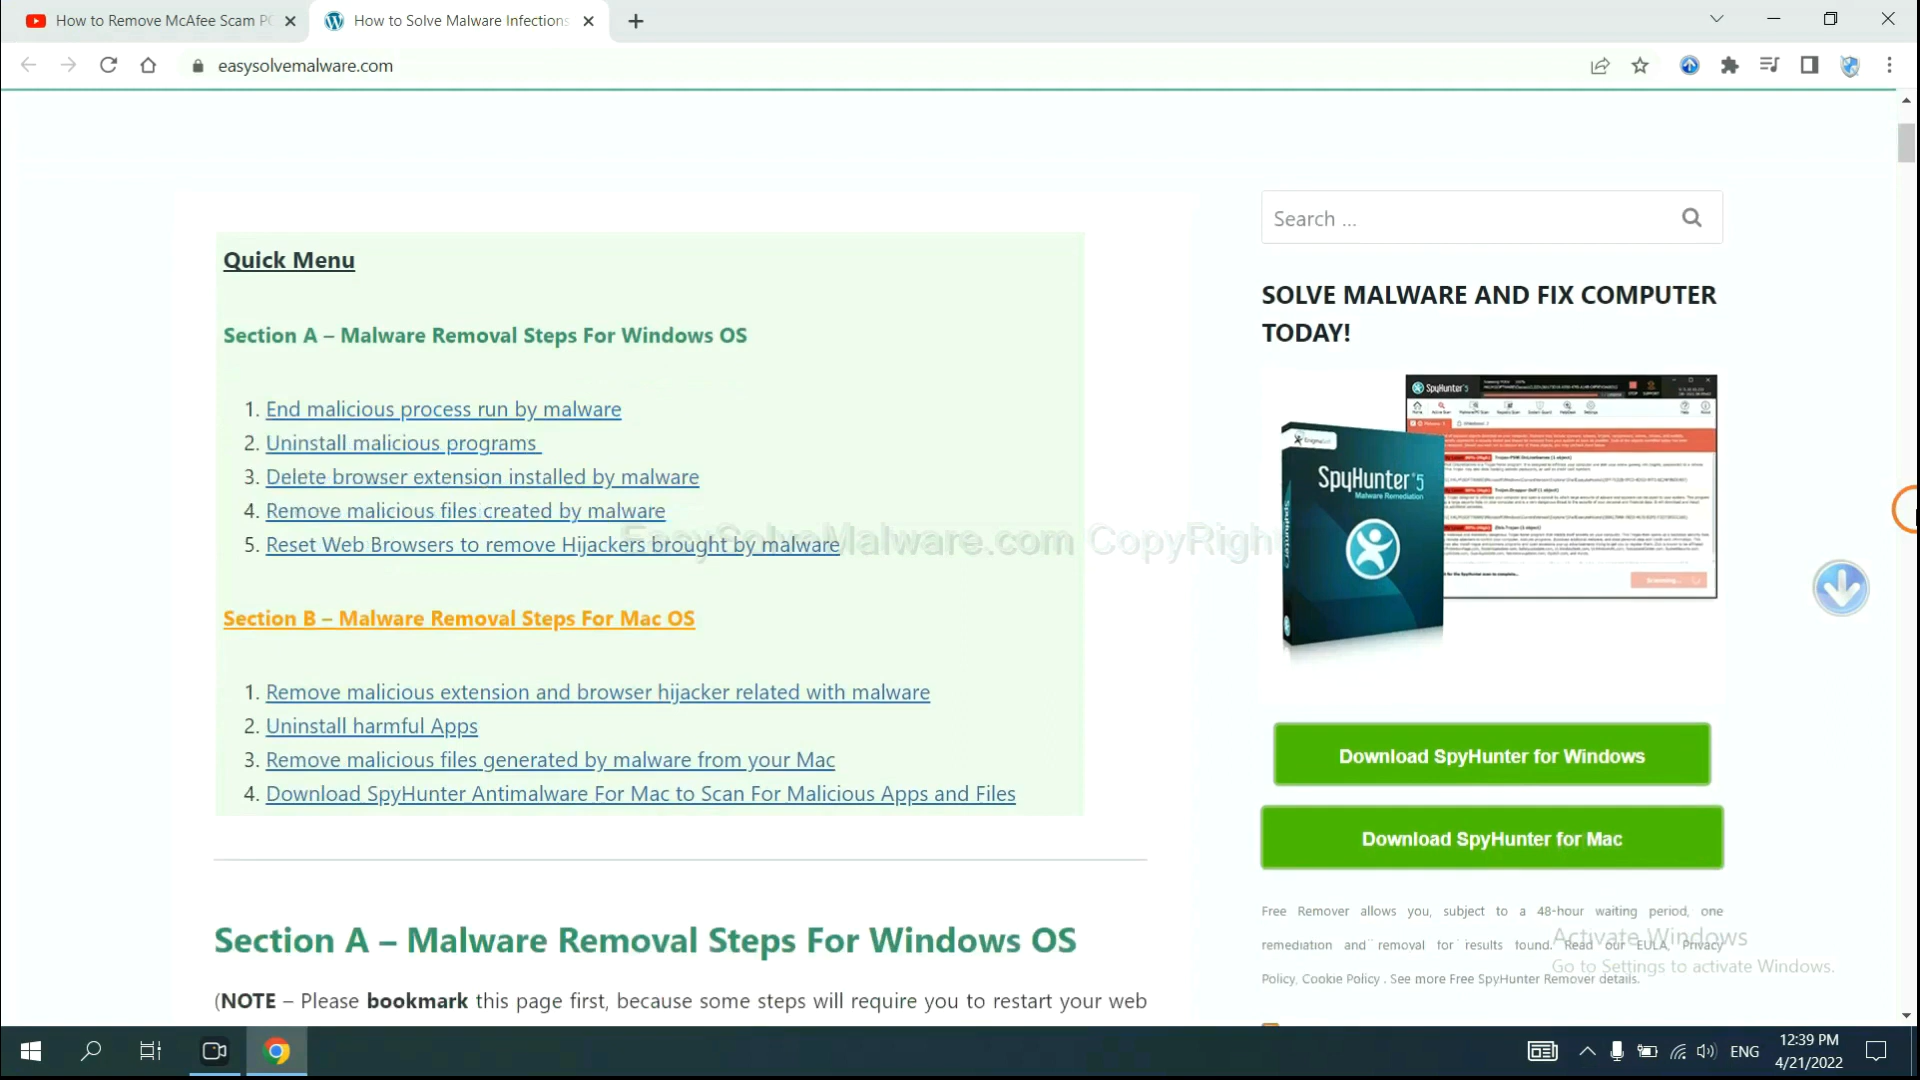 How to Remove McAfee Scam P
How to Solve Malware Infections
easysolvemalware.com
Quick Menu
Section A – Malware Removal Steps For Windows OS
1. End malicious process run by malware
2. Uninstall malicious programs
3. Delete browser extension installed by malware
4. Remove malicious files created by malware
5. Reset Web Browsers to remove Hijackers brought by malware
EasySolveMalware.com CopyRigh
Section B – Malware Removal Steps For Mac OS
1. Remove malicious extension and browser hijacker related with malware
2. Uninstall harmful Apps
3. Remove malicious files generated by malware from your Mac
4. Download SpyHunter Antimalware For Mac to Scan For Malicious Apps and Files
Section A – Malware Removal Steps For Windows OS
(NOTE – Please bookmark this page first, because some steps will require you to restart your web
Search ...
SOLVE MALWARE AND FIX COMPUTER
TODAY!
SpyHunter 5
EnigmaSoft
SpyHunter 5
Malware Remediation
Download SpyHunter for Windows
Download SpyHunter for Mac
Free Remover allows you, subject to a 48-hour waiting period, one
remediation and removal for results found. Read our EULA, Privacy
Policy, Cookie Policy . See more Free SpyHunter Remover details.
Activate Windows
Go to Settings to activate Windows.
ENG
12:39 PM
4/21/2022